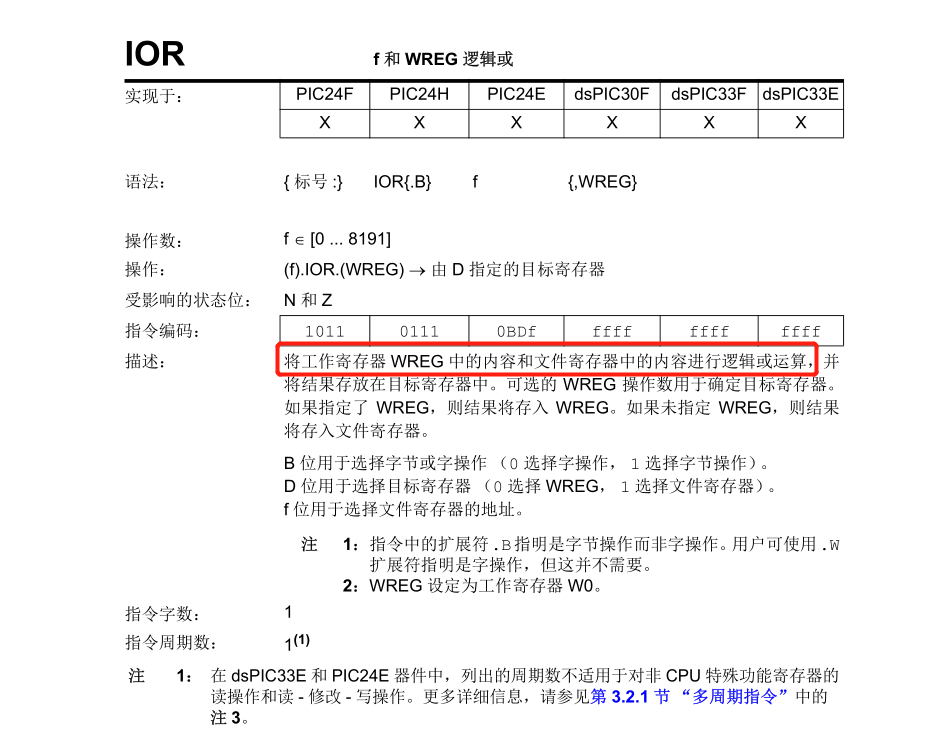 IOR
f 和 WREG 逻辑或
实现于： PIC24F PIC24H PIC24E dsPIC30F dsPIC33F dsPIC33E
X X X X X X
语法： { 标号 :} IOR{.B} f {,WREG}
操作数： f ∈ [0 ... 8191]
操作： (f).IOR.(WREG) → 由 D 指定的目标寄存器
受影响的状态位： N 和 Z
指令编码： 1011 0111 0BDf ffff ffff ffff
描述： 将工作寄存器 WREG 中的内容和文件寄存器中的内容进行逻辑或运算，并
将结果存放在目标寄存器中。可选的 WREG 操作数用于确定目标寄存器。
如果指定了 WREG，则结果将存入 WREG。如果未指定 WREG，则结果
将存入文件寄存器。
B 位用于选择字节或字操作 （0 选择字操作， 1 选择字节操作）。
D 位用于选择目标寄存器 （0 选择 WREG， 1 选择文件寄存器）。
f 位用于选择文件寄存器的地址。
注 1： 指令中的扩展符 .B 指明是字节操作而非字操作。用户可使用 .W
扩展符指明是字操作，但这并不需要。
2： WREG 设定为工作寄存器 W0。
指令字数： 1
指令周期数： 1(1)
注 1： 在 dsPIC33E 和 PIC24E 器件中，列出的周期数不适用于对非 CPU 特殊功能寄存器的
读操作和读 - 修改 - 写操作。更多详细信息，请参见第 3.2.1 节 “多周期指令”中的
注 3。